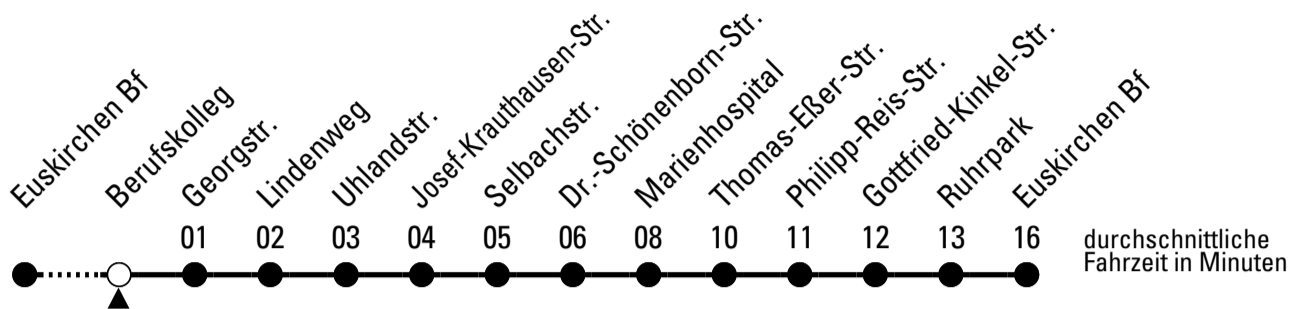 Euskirchen Bf
Berufskolleg
Georgstr.
Lindenweg
Uhlandstr.
Josef-Krauthausen-Str.
Selbachstr.
Dr.-Schönenborn-Str.
Marienhospital
Thomas-Eßer-Str.
Philipp-Reis-Str.
Gottfried-Kinkel-Str.
Ruhrpark
Euskirchen Bf
01 02 03 04 05 06 08 10 11 12 13 16
durchschnittliche
Fahrzeit in Minuten